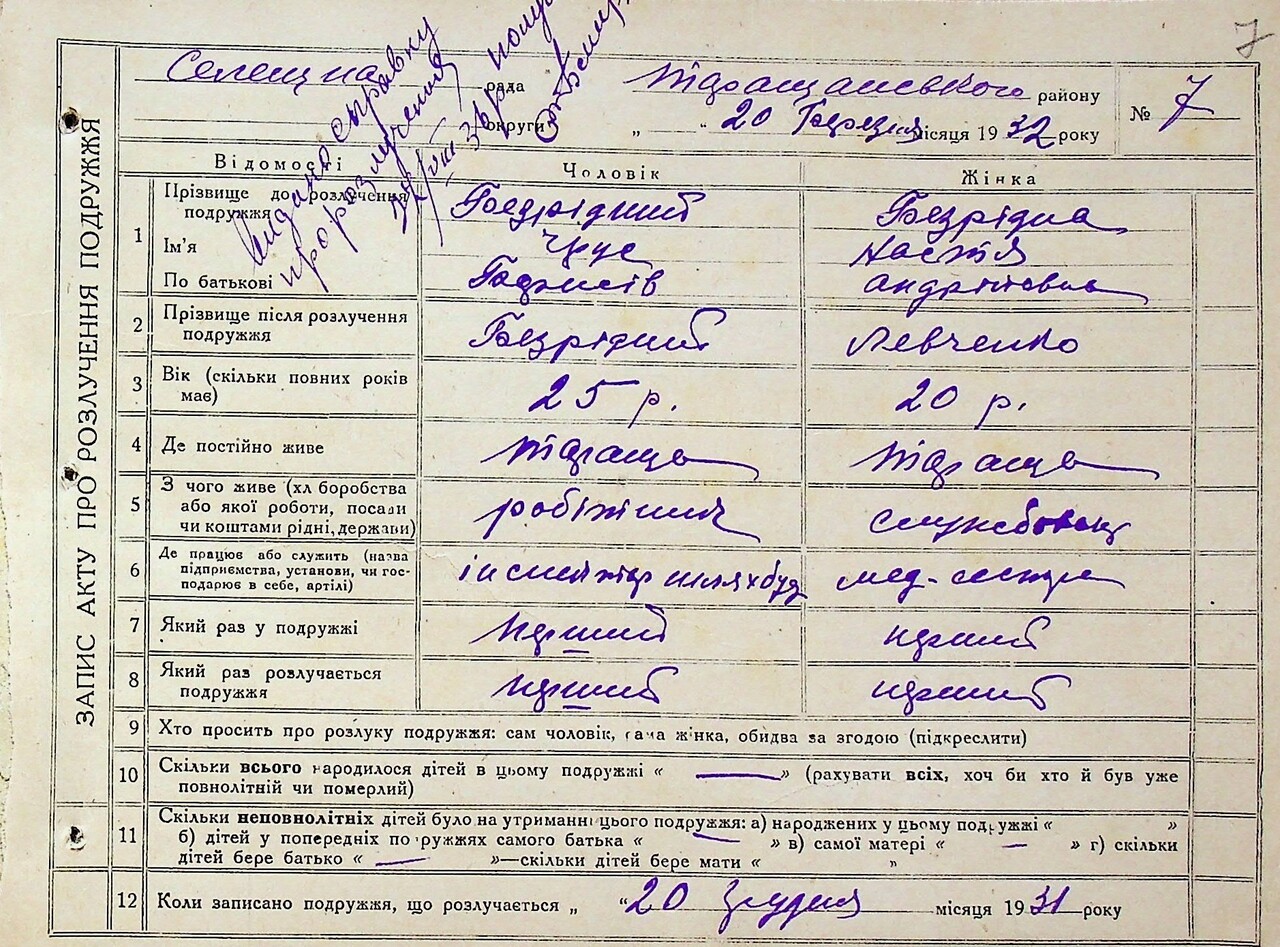 7
ЗАПИС АКТУ ПРО РОЗЛУЧЕННЯ ПОДРУЖЖЯ
Видано справку
про розлучення
Селещина рада району № 7
округи „ “ 20 Березня місяця 1932 року
Відомості Чоловік Жінка
1 Прізвище до розлучення подружжя Безрідний Безрідна
Ім'я Настя
По батькові Андріївна
2 Прізвище після розлучення подружжя Безрідний Левченко
3 Вік (скільки повних років має) 25 р. 20 р.
4 Де постійно живе
5 З чого живе (хл боробства
або якої роботи, посади
чи коштами рідні, держави) робітник службовець
6 Де працює або служить (назва
підприємства, установи, чи гос-
подарює в себе, артілі) шляхбуд мед-сестра
7 Який раз у подружжі перший перший
8 Який раз розлучається
подружжя перший перший
9 Хто просить про розлуку подружжя: сам чоловік, сама жінка, обидва за згодою (підкреслити)
10 Скільки всього народилося дітей в цьому подружжі « — » (рахувати всіх, хоч би хто й був уже
повнолітній чи померлий)
11 Скільки неповнолітніх дітей було на утриманні цього подружжя: а) народжених у цьому подружжі « »
б) дітей у попередніх подружжях самого батька « — » в) самої матері « — » г) скільки
дітей бере батько « — »—скільки дітей бере мати « »
12 Коли записано подружжя, що розлучається „ “ 20 Грудня місяця 1931 року